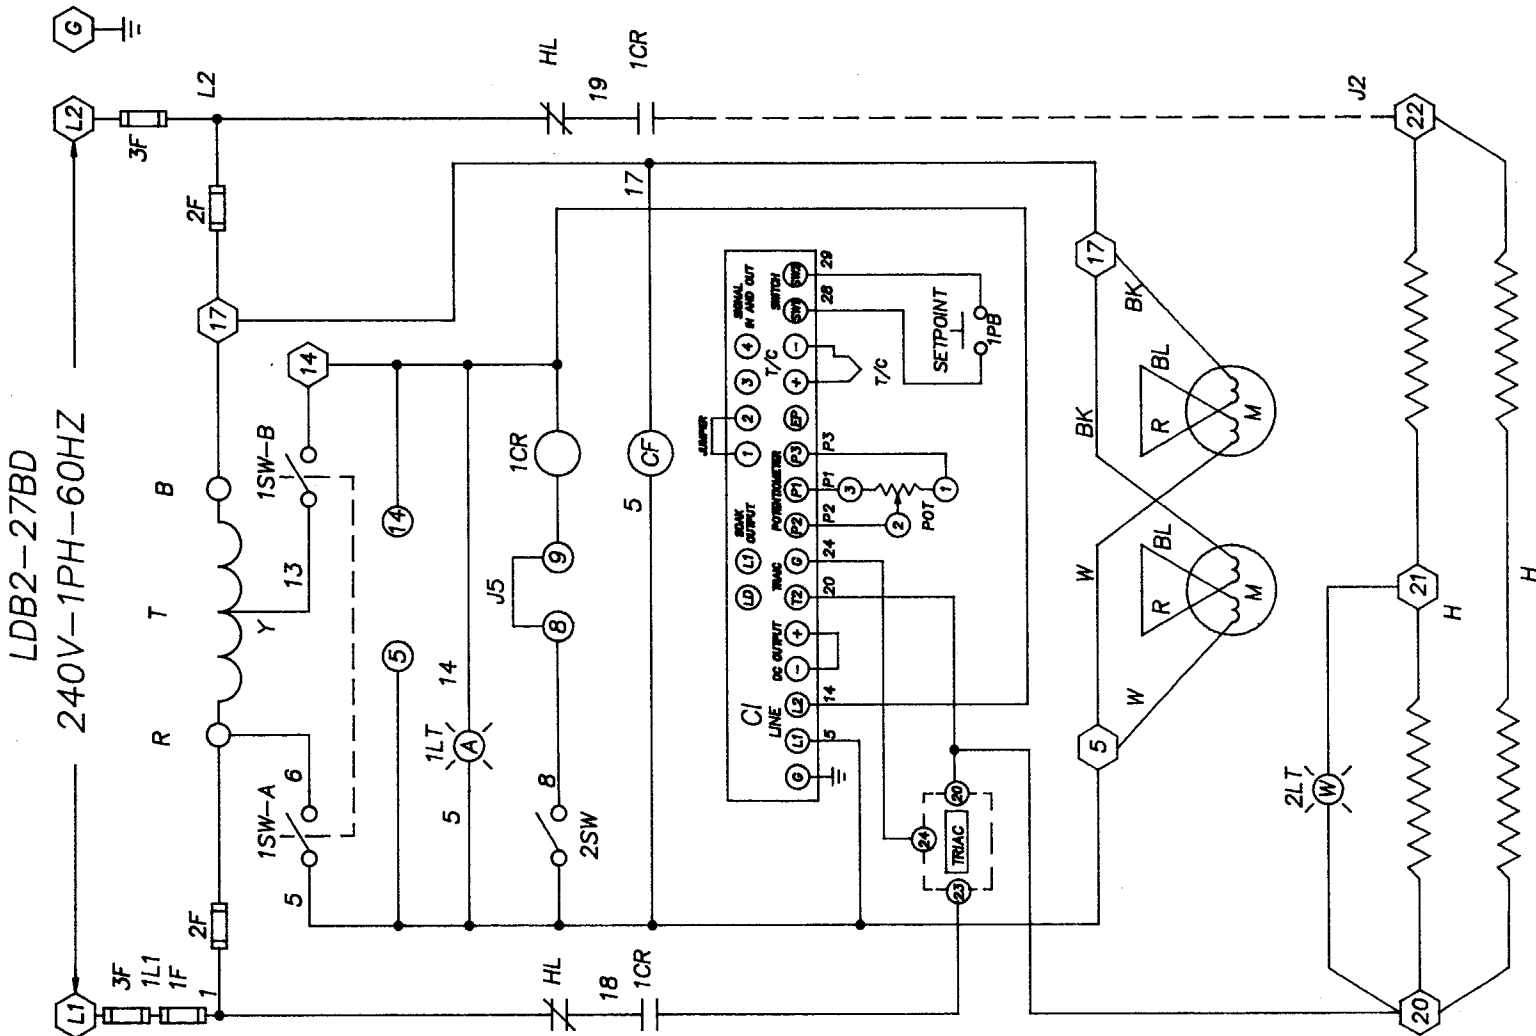 LDB2-27BD
240V-1PH-60HZ
L1
L2
G
3F
1L1
1F
1
2F
R
T
B
17
2F
3F
L2
1SW-A
6
5
Y
13
1SW-B
14
5
14
1LT
A
5
14
2SW
8
8
J5
9
1CR
CF
5
17
HL
18
1CR
HL
19
1CR
JUMPER
SOAK
OUTPUT
SIGNAL
IN AND OUT
LD
L1
1
2
3
4
T/C
CI
LINE
DC OUTPUT
TRAIC
POTENTIOMETER
SWITCH
G
L1
L2
-
+
T2
G
P2
P1
P3
EP
+
-
SW1
SW2
5
14
20
24
P2
P1
P3
28
29
T/C
2
3
1
POT
SETPOINT
1PB
24
23
20
TRIAC
5
17
W
W
BK
BK
R
BL
M
R
BL
M
J2
2LT
W
20
21
22
H
H